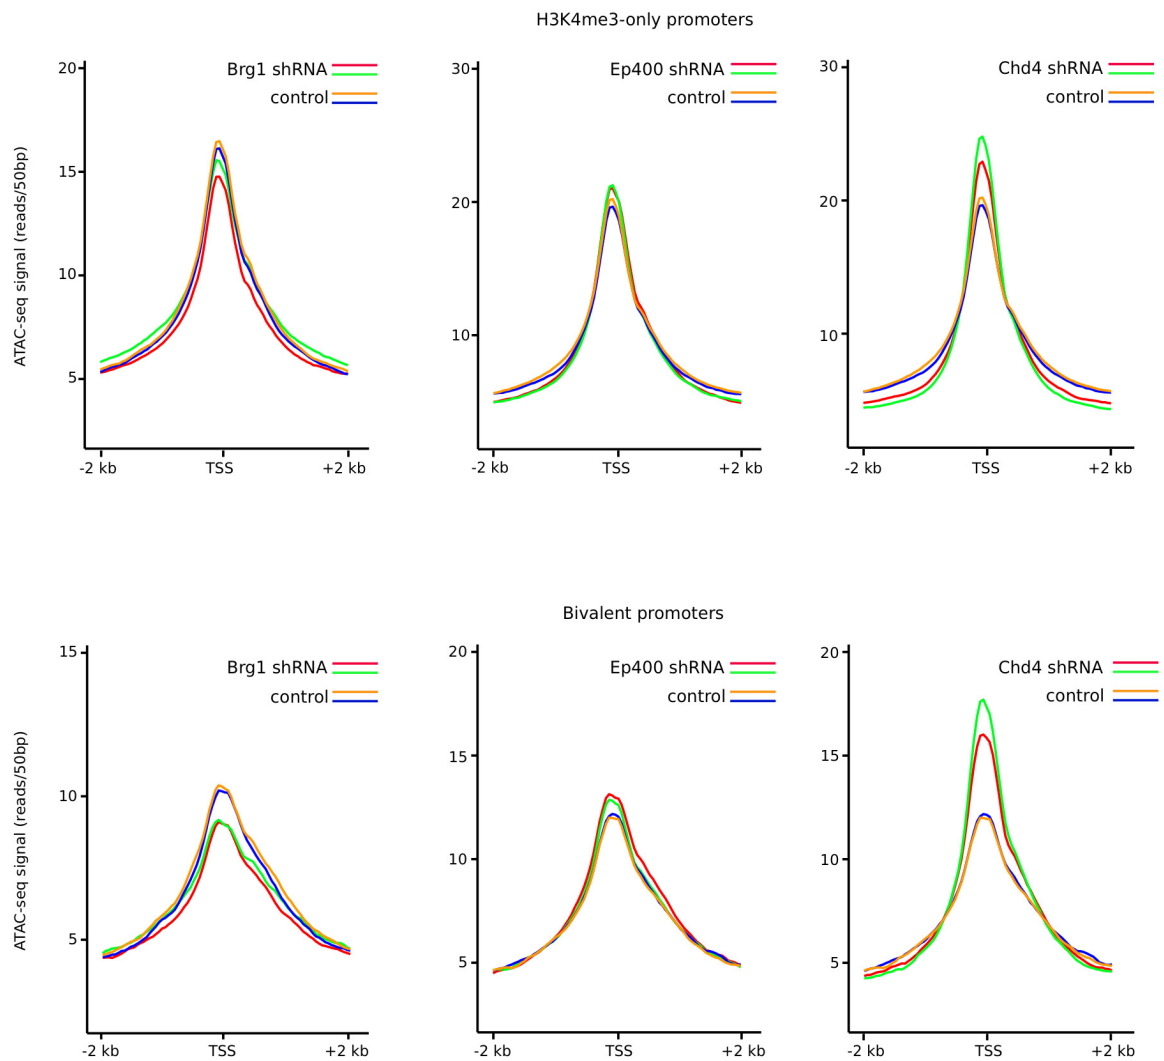 H3K4me3-only promoters
ATAC-seq signal (reads/50bp)
20
15
10
5
Brg1 shRNA
control
-2 kb TSS +2 kb
30
20
10
Ep400 shRNA
control
-2 kb TSS +2 kb
30
20
10
Chd4 shRNA
control
-2 kb TSS +2 kb
Bivalent promoters
ATAC-seq signal (reads/50bp)
15
10
5
Brg1 shRNA
control
-2 kb TSS +2 kb
20
15
10
5
Ep400 shRNA
control
-2 kb TSS +2 kb
20
15
10
5
Chd4 shRNA
control
-2 kb TSS +2 kb